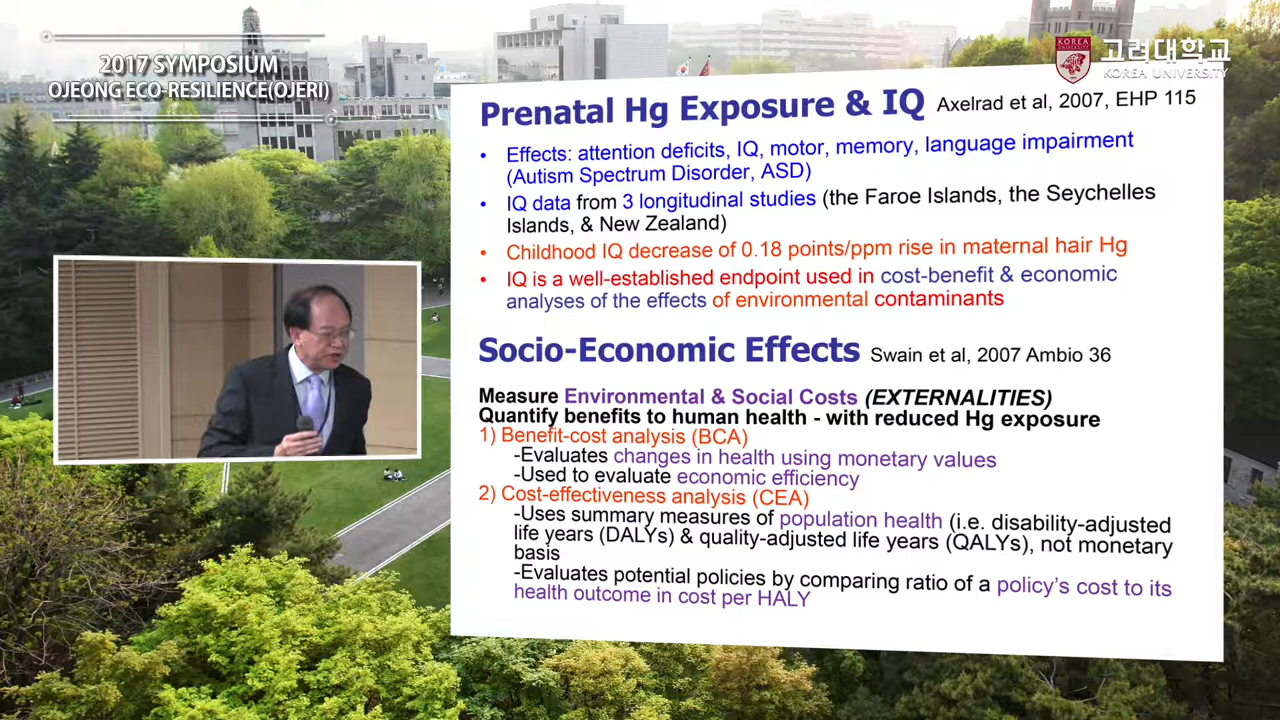 2017 SYMPOSIUM
OJEONG ECO-RESILIENCE(OJERI)
KOREA
고려대학교
KOREA UNIVERSITY
Prenatal Hg Exposure & IQ Axelrad et al, 2007, EHP 115
• Effects: attention deficits, IQ, motor, memory, language impairment
(Autism Spectrum Disorder, ASD)
• IQ data from 3 longitudinal studies (the Faroe Islands, the Seychelles
Islands, & New Zealand)
• Childhood IQ decrease of 0.18 points/ppm rise in maternal hair Hg
• IQ is a well-established endpoint used in cost-benefit & economic
analyses of the effects of environmental contaminants
Socio-Economic Effects Swain et al, 2007 Ambio 36
Measure Environmental & Social Costs (EXTERNALITIES)
Quantify benefits to human health - with reduced Hg exposure
1) Benefit-cost analysis (BCA)
-Evaluates changes in health using monetary values
-Used to evaluate economic efficiency
2) Cost-effectiveness analysis (CEA)
-Uses summary measures of population health (i.e. disability-adjusted
life years (DALYs) & quality-adjusted life years (QALYs), not monetary
basis
-Evaluates potential policies by comparing ratio of a policy's cost to its
health outcome in cost per HALY